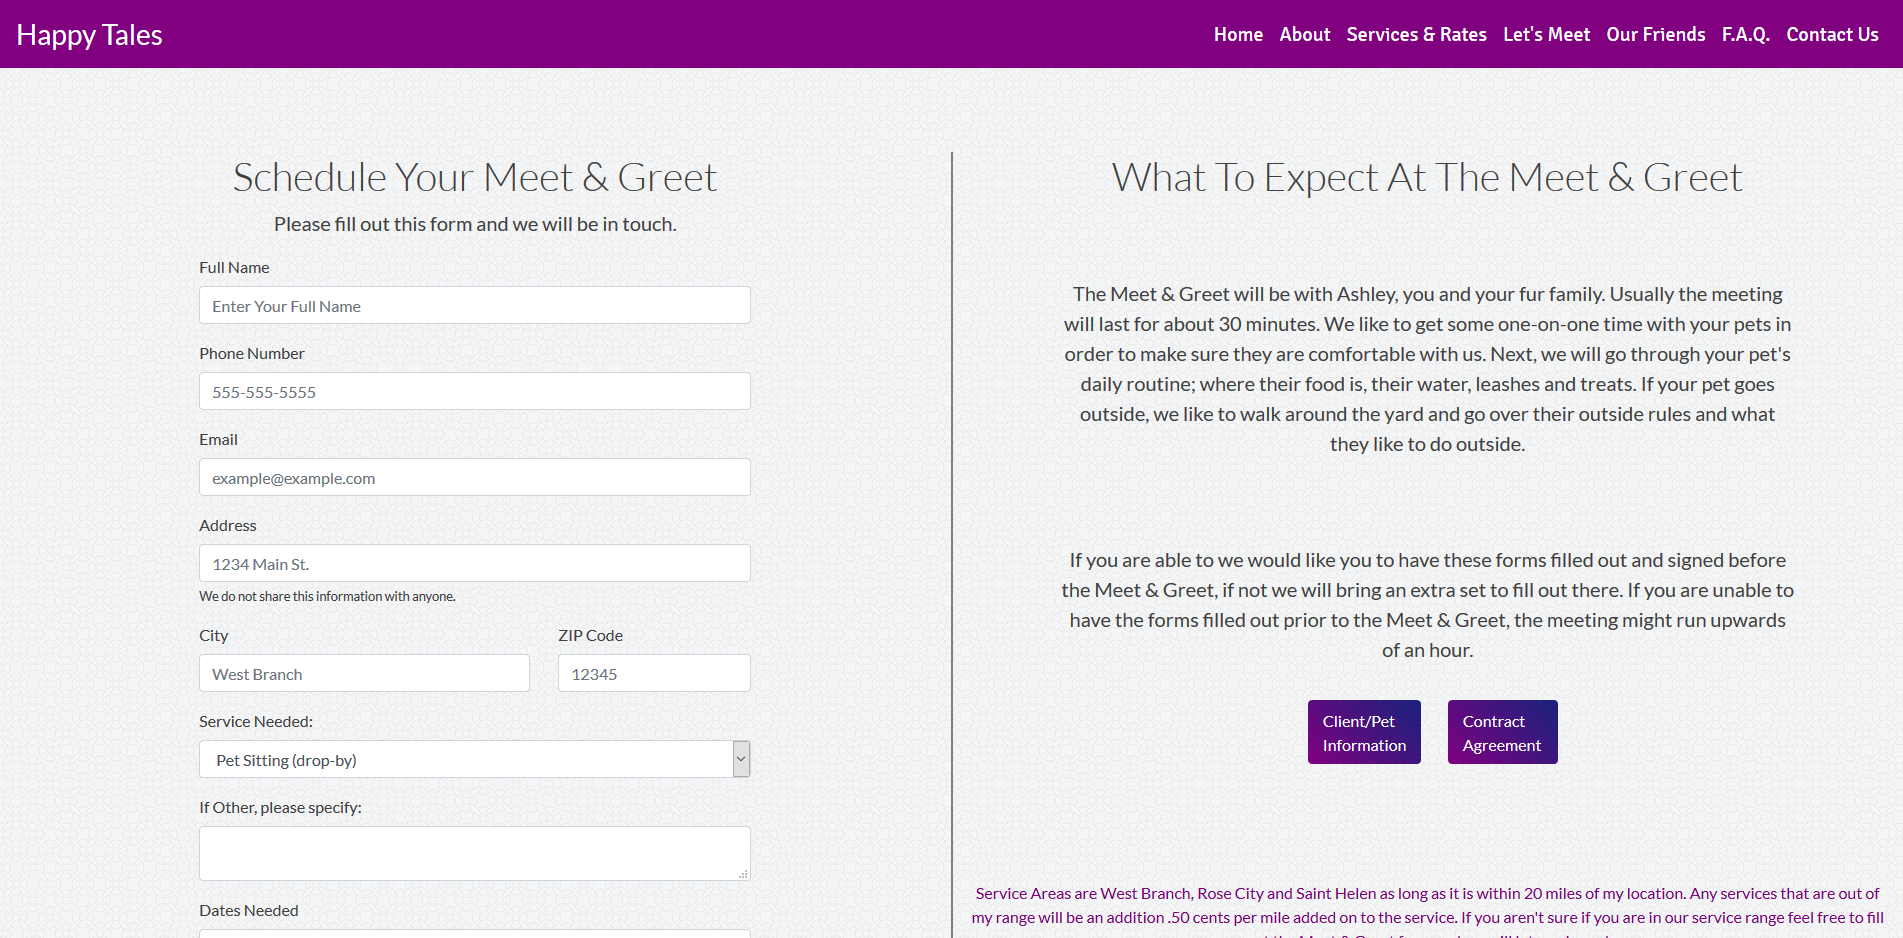 Happy Tales
Home About Services & Rates Let's Meet Our Friends F.A.Q. Contact Us
Schedule Your Meet & Greet
Please fill out this form and we will be in touch.
Full Name
Enter Your Full Name
Phone Number
555-555-5555
Email
example@example.com
Address
1234 Main St.
We do not share this information with anyone.
City ZIP Code
West Branch 12345
Service Needed:
Pet Sitting (drop-by)
If Other, please specify:
Dates Needed
What To Expect At The Meet & Greet
The Meet & Greet will be with Ashley, you and your fur family. Usually the meeting
will last for about 30 minutes. We like to get some one-on-one time with your pets in
order to make sure they are comfortable with us. Next, we will go through your pet's
daily routine; where their food is, their water, leashes and treats. If your pet goes
outside, we like to walk around the yard and go over their outside rules and what
they like to do outside.
If you are able to we would like you to have these forms filled out and signed before
the Meet & Greet, if not we will bring an extra set to fill out there. If you are unable to
have the forms filled out prior to the Meet & Greet, the meeting might run upwards
of an hour.
Client/Pet
Information
Contract
Agreement
Service Areas are West Branch, Rose City and Saint Helen as long as it is within 20 miles of my location. Any services that are out of
my range will be an addition .50 cents per mile added on to the service. If you aren't sure if you are in our service range feel free to fill